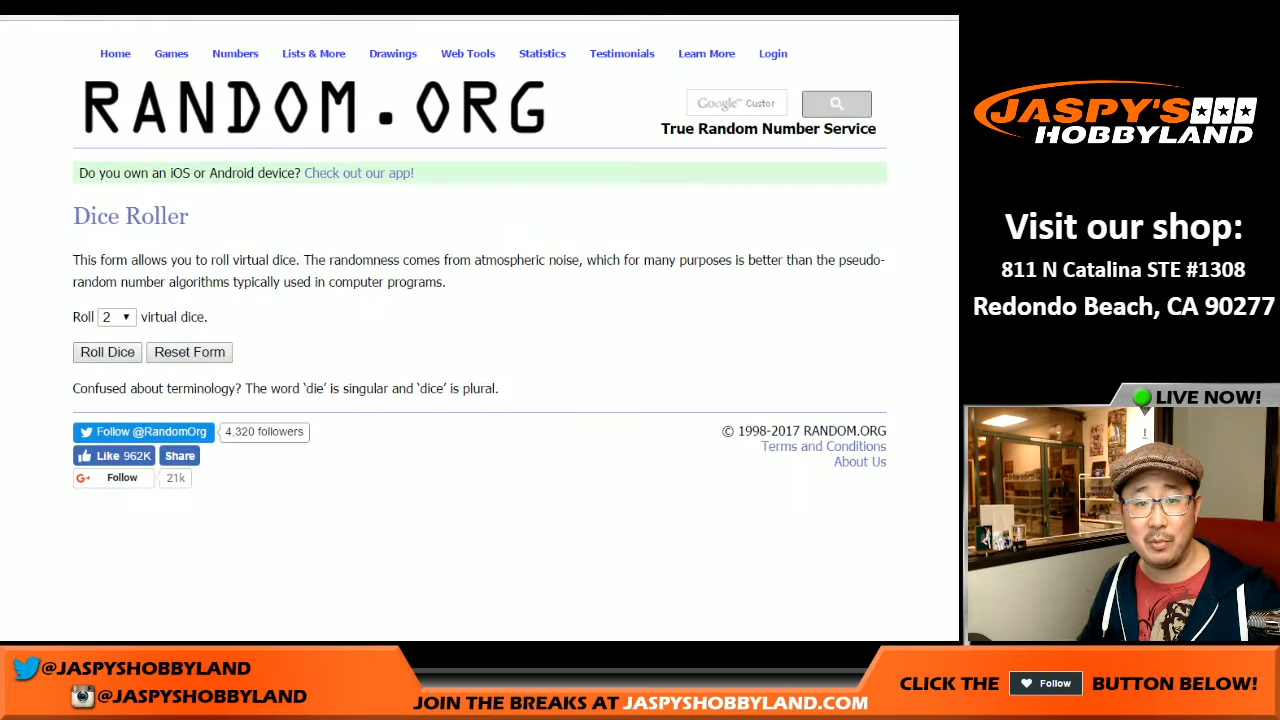 Home Games Numbers Lists & More Drawings Web Tools Statistics Testimonials Learn More Login
RANDOM.ORG
Google™ Custor
True Random Number Service
Do you own an iOS or Android device? Check out our app!
Dice Roller
This form allows you to roll virtual dice. The randomness comes from atmospheric noise, which for many purposes is better than the pseudo-
random number algorithms typically used in computer programs.
Roll 2 virtual dice.
Roll Dice Reset Form
Confused about terminology? The word ‘die’ is singular and ‘dice’ is plural.
Follow @RandomOrg 4,320 followers
Like 962K Share
G+ Follow 21k
© 1998-2017 RANDOM.ORG
Terms and Conditions
About Us
JASPY'S
HOBBYLAND
Visit our shop:
811 N Catalina STE #1308
Redondo Beach, CA 90277
LIVE NOW!
@JASPYSHOBBYLAND
@JASPYSHOBBYLAND
JOIN THE BREAKS AT JASPYSHOBBYLAND.COM
CLICK THE Follow BUTTON BELOW!